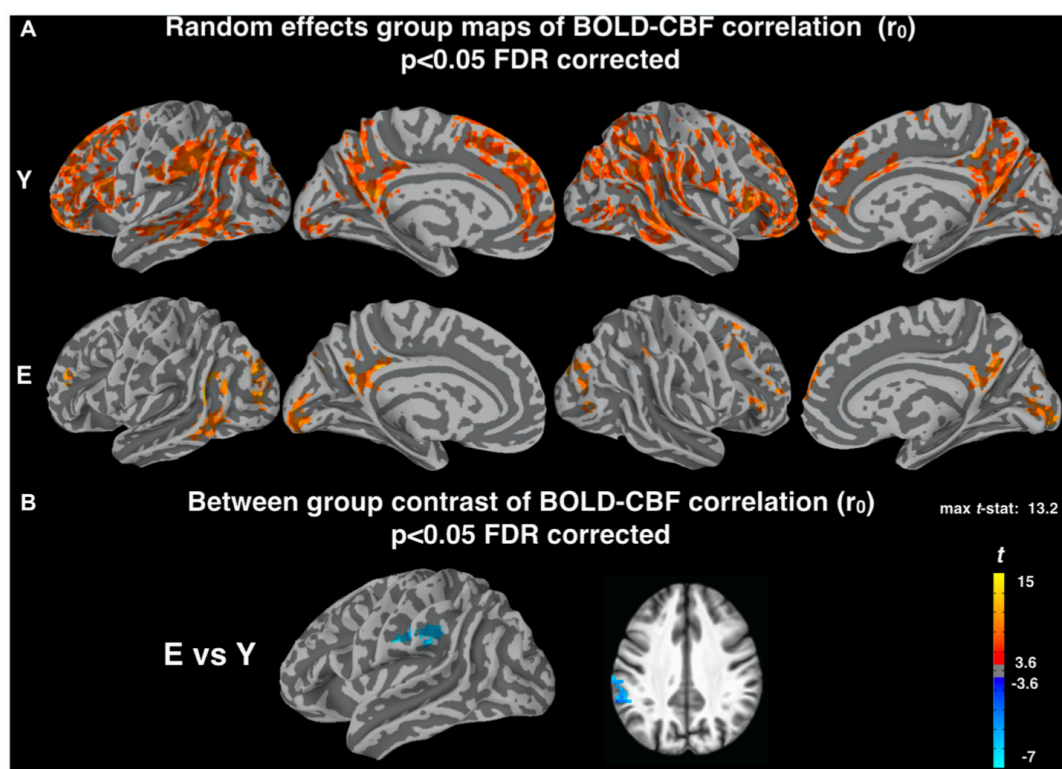 A
Random effects group maps of BOLD-CBF correlation (r₀)
p<0.05 FDR corrected
Y
E
B
Between group contrast of BOLD-CBF correlation (r₀)
p<0.05 FDR corrected
max t-stat: 13.2
t
15
3.6
-3.6
-7
E vs Y